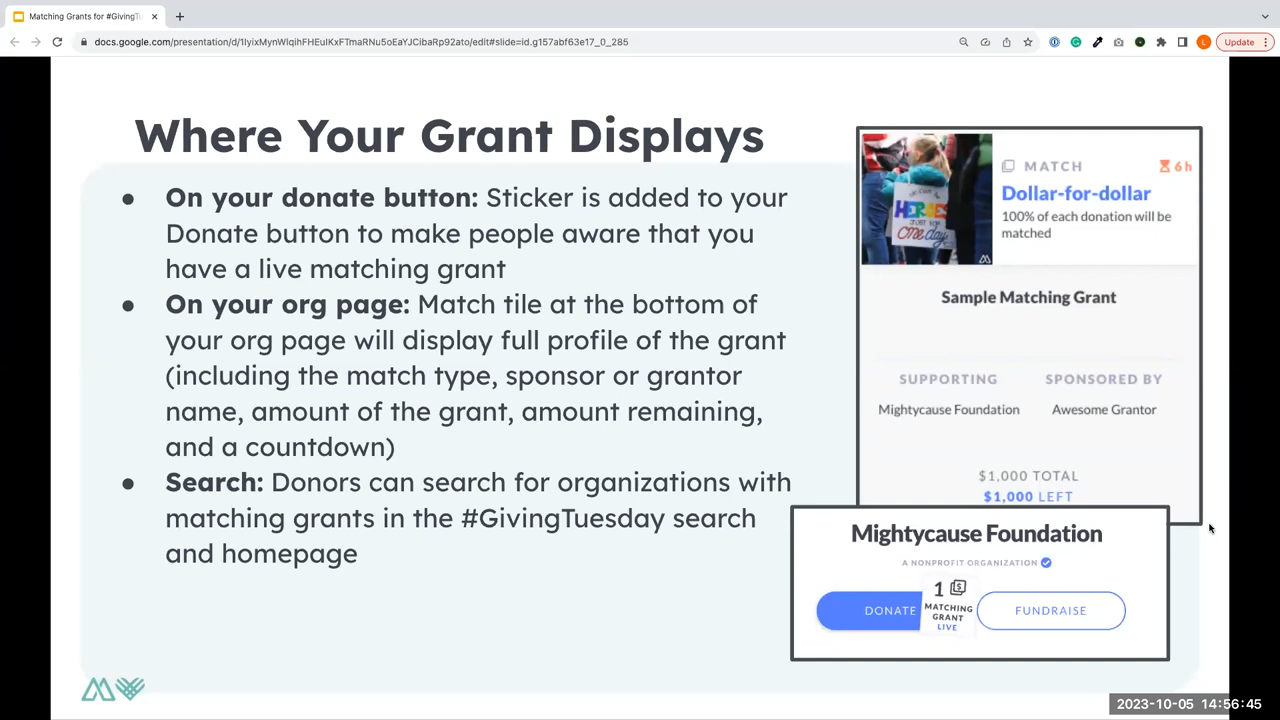 Matching Grants for #GivingTu
docs.google.com/presentation/d/1IyixMynWlqihFHEuIKxFTmaRNu5oEaYJCibaRp92ato/edit#slide=id.g157abf63e17_0_285
L
Update
Where Your Grant Displays
● On your donate button: Sticker is added to your
Donate button to make people aware that you
have a live matching grant
● On your org page: Match tile at the bottom of
your org page will display full profile of the grant
(including the match type, sponsor or grantor
name, amount of the grant, amount remaining,
and a countdown)
● Search: Donors can search for organizations with
matching grants in the #GivingTuesday search
and homepage
HEROES
JUST FOR
ONE day
MATCH
6h
Dollar-for-dollar
100% of each donation will be
matched
Sample Matching Grant
SUPPORTING
SPONSORED BY
Mightycause Foundation
Awesome Grantor
$1,000 TOTAL
$1,000 LEFT
Mightycause Foundation
A NONPROFIT ORGANIZATION
DONATE
1
MATCHING
GRANT
LIVE
FUNDRAISE
2023-10-05 14:56:45